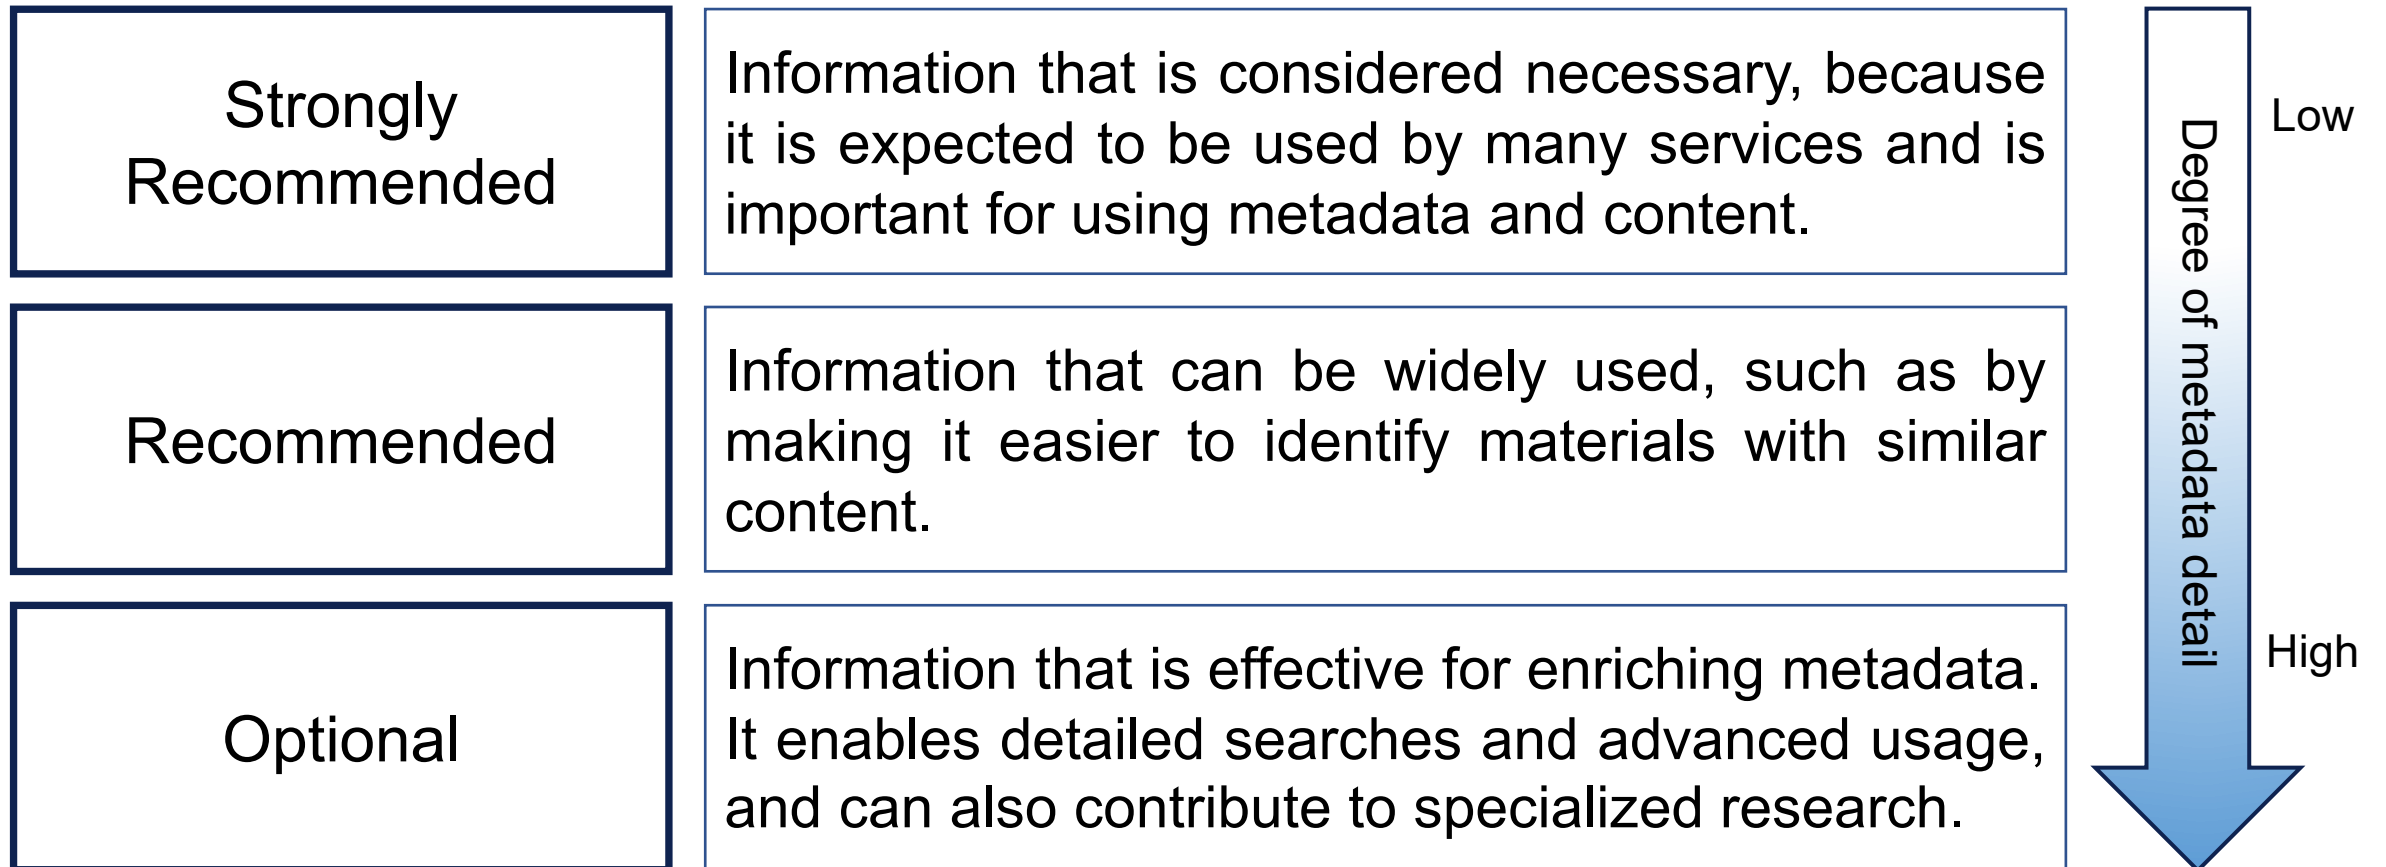 Strongly
Recommended
Information that is considered necessary, because
it is expected to be used by many services and is
important for using metadata and content.
Recommended
Information that can be widely used, such as by
making it easier to identify materials with similar
content.
Optional
Information that is effective for enriching metadata.
It enables detailed searches and advanced usage,
and can also contribute to specialized research.
Degree of metadata detail
Low
High